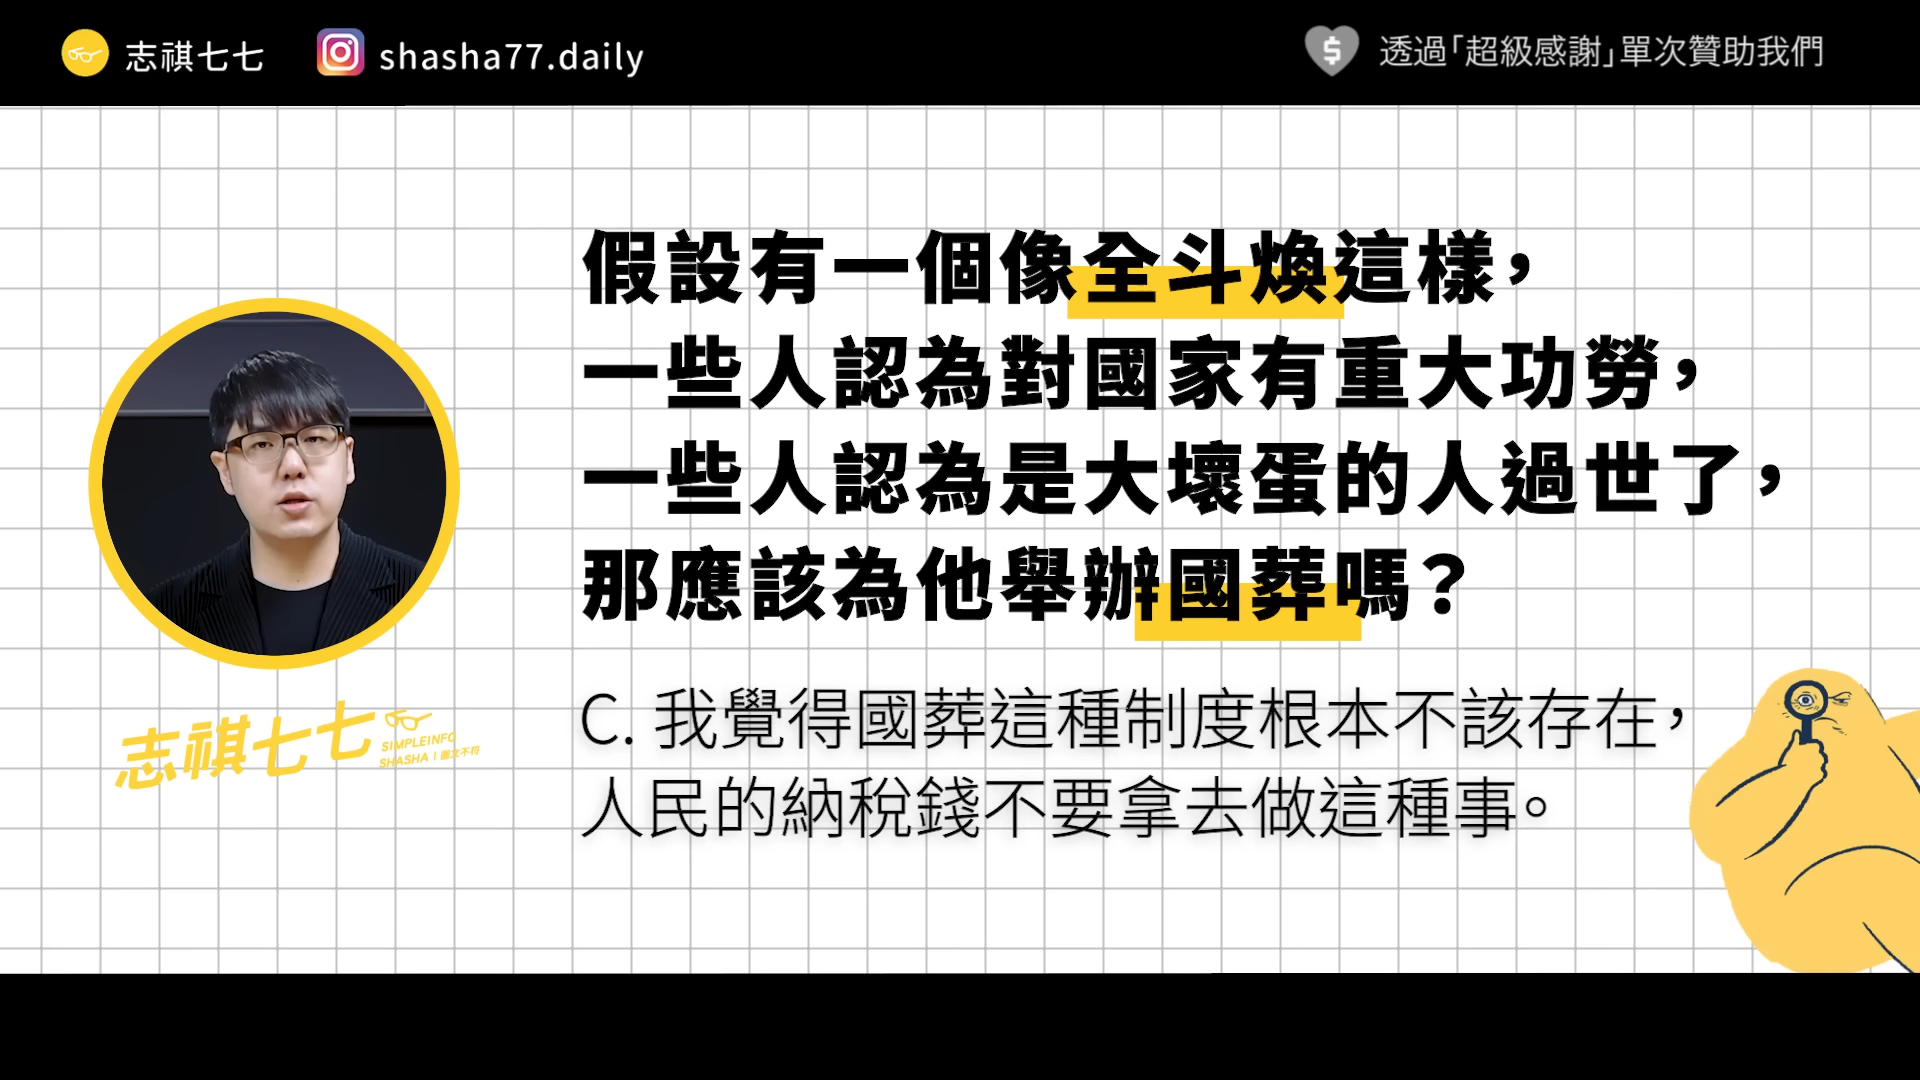 志祺七七
shasha77.daily
透過「超級感謝」單次贊助我們
假設有一個像全斗煥這樣，
一些人認為對國家有重大功勞，
一些人認為是大壞蛋的人過世了，
那應該為他舉辦國葬嗎？
C. 我覺得國葬這種制度根本不該存在，
人民的納稅錢不要拿去做這種事。
志祺七七
SIMPLEINFO
SHASHA | 圖文不符